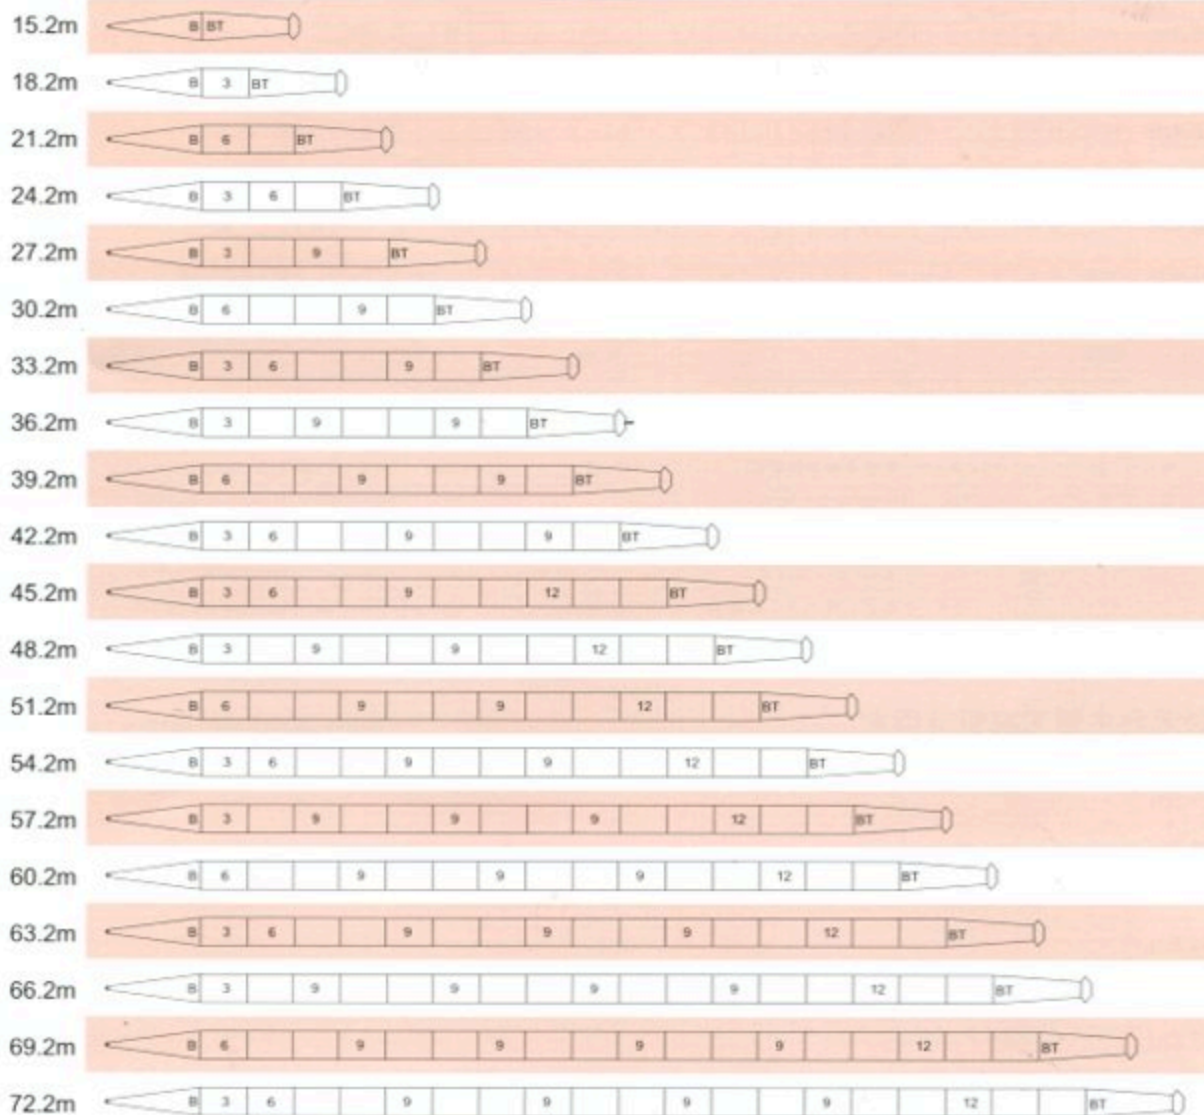 15.2m B BT
18.2m B 3 BT
21.2m B 6 BT
24.2m B 3 6 BT
27.2m B 3 9 BT
30.2m B 6 9 BT
33.2m B 3 6 9 BT
36.2m B 3 9 9 BT
39.2m B 6 9 9 BT
42.2m B 3 6 9 9 BT
45.2m B 3 6 9 12 BT
48.2m B 3 9 9 12 BT
51.2m B 6 9 9 12 BT
54.2m B 3 6 9 9 12 BT
57.2m B 3 9 9 9 12 BT
60.2m B 6 9 9 9 12 BT
63.2m B 3 6 9 9 9 12 BT
66.2m B 3 9 9 9 9 12 BT
69.2m B 6 9 9 9 9 12 BT
72.2m B 3 6 9 9 9 9 12 BT